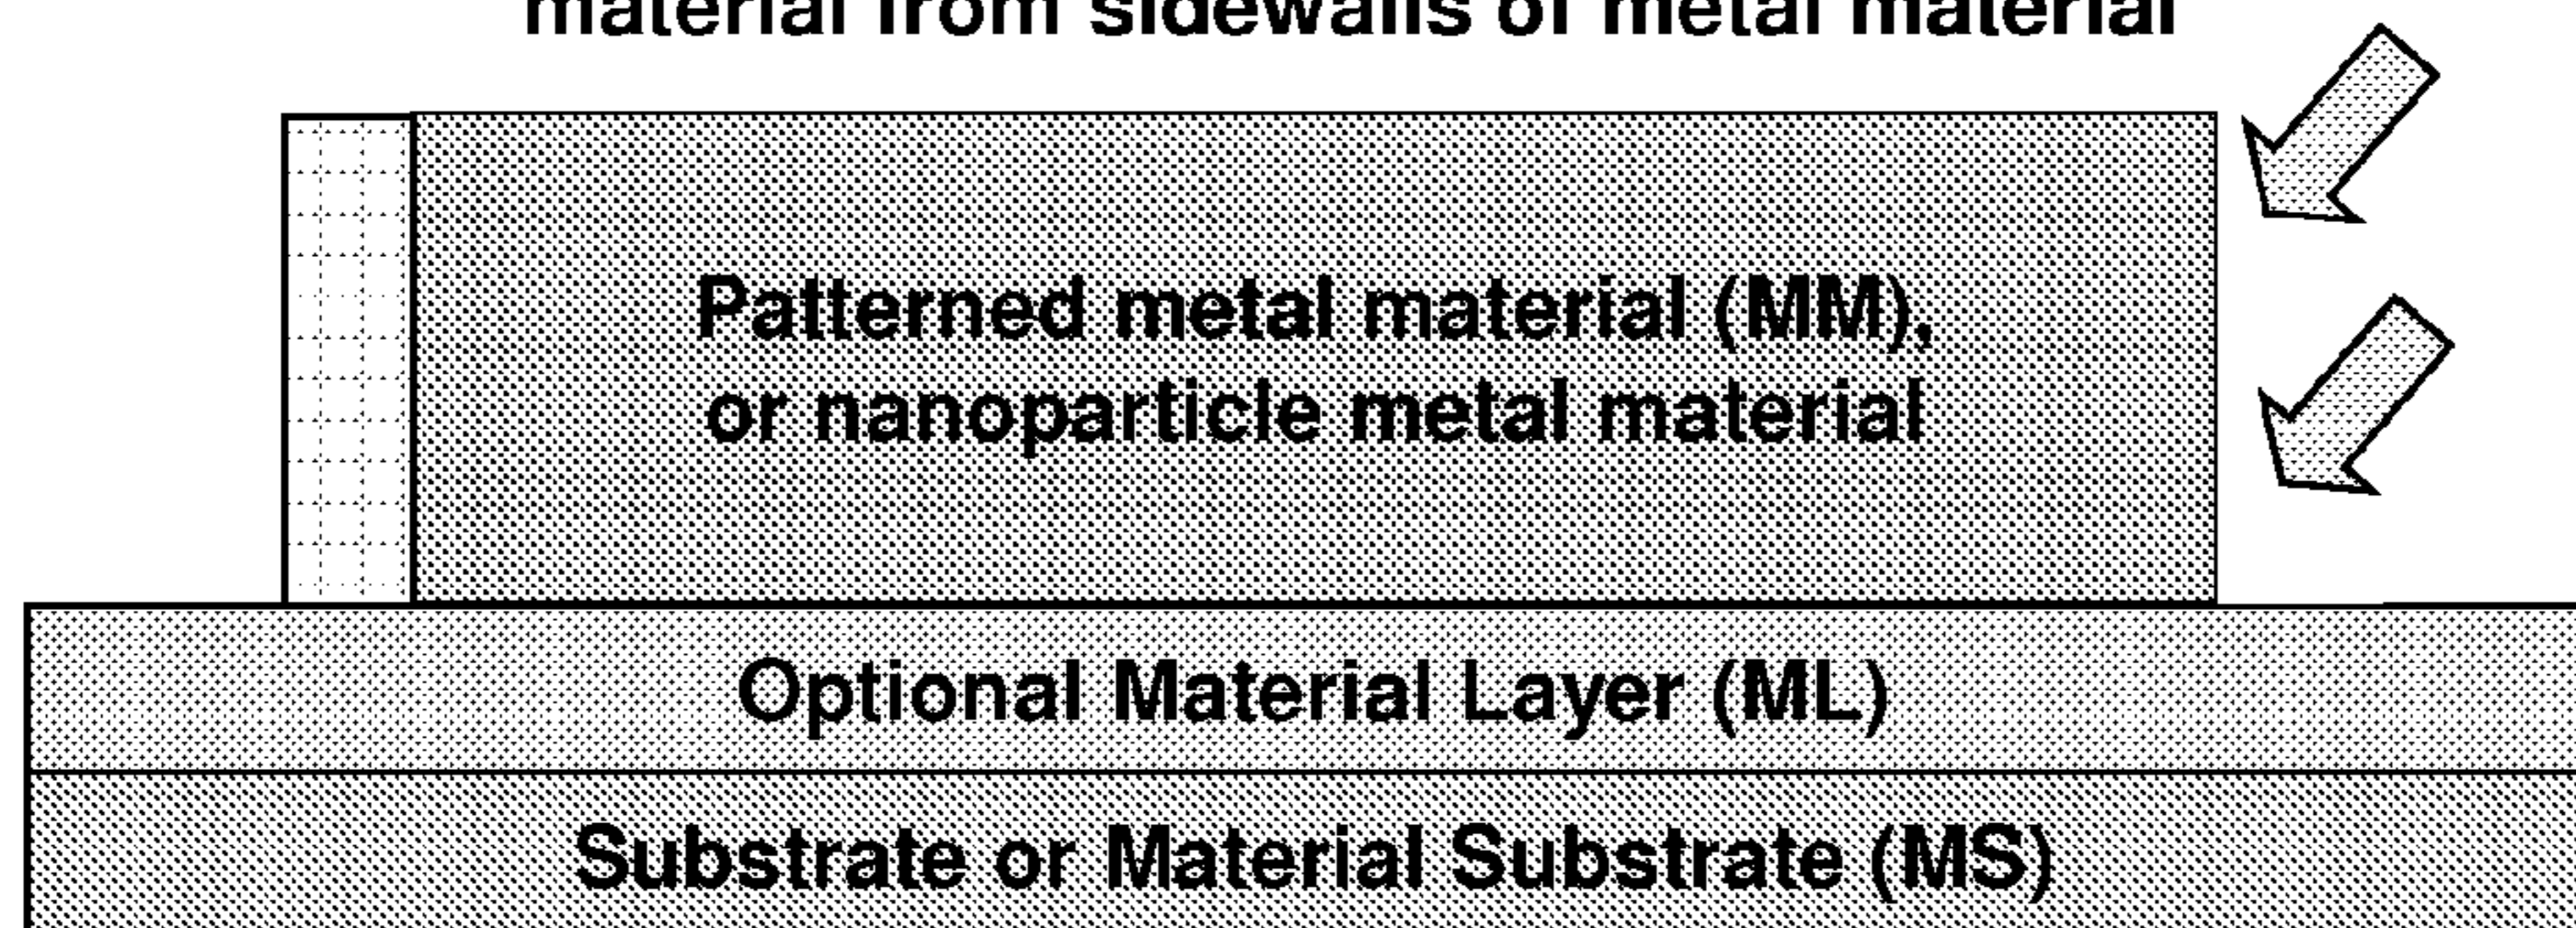 material from sidewalls of metal material
Patterned metal material (MM),
or nanoparticle metal material
Optional Material Layer (ML)
Substrate or Material Substrate (MS)